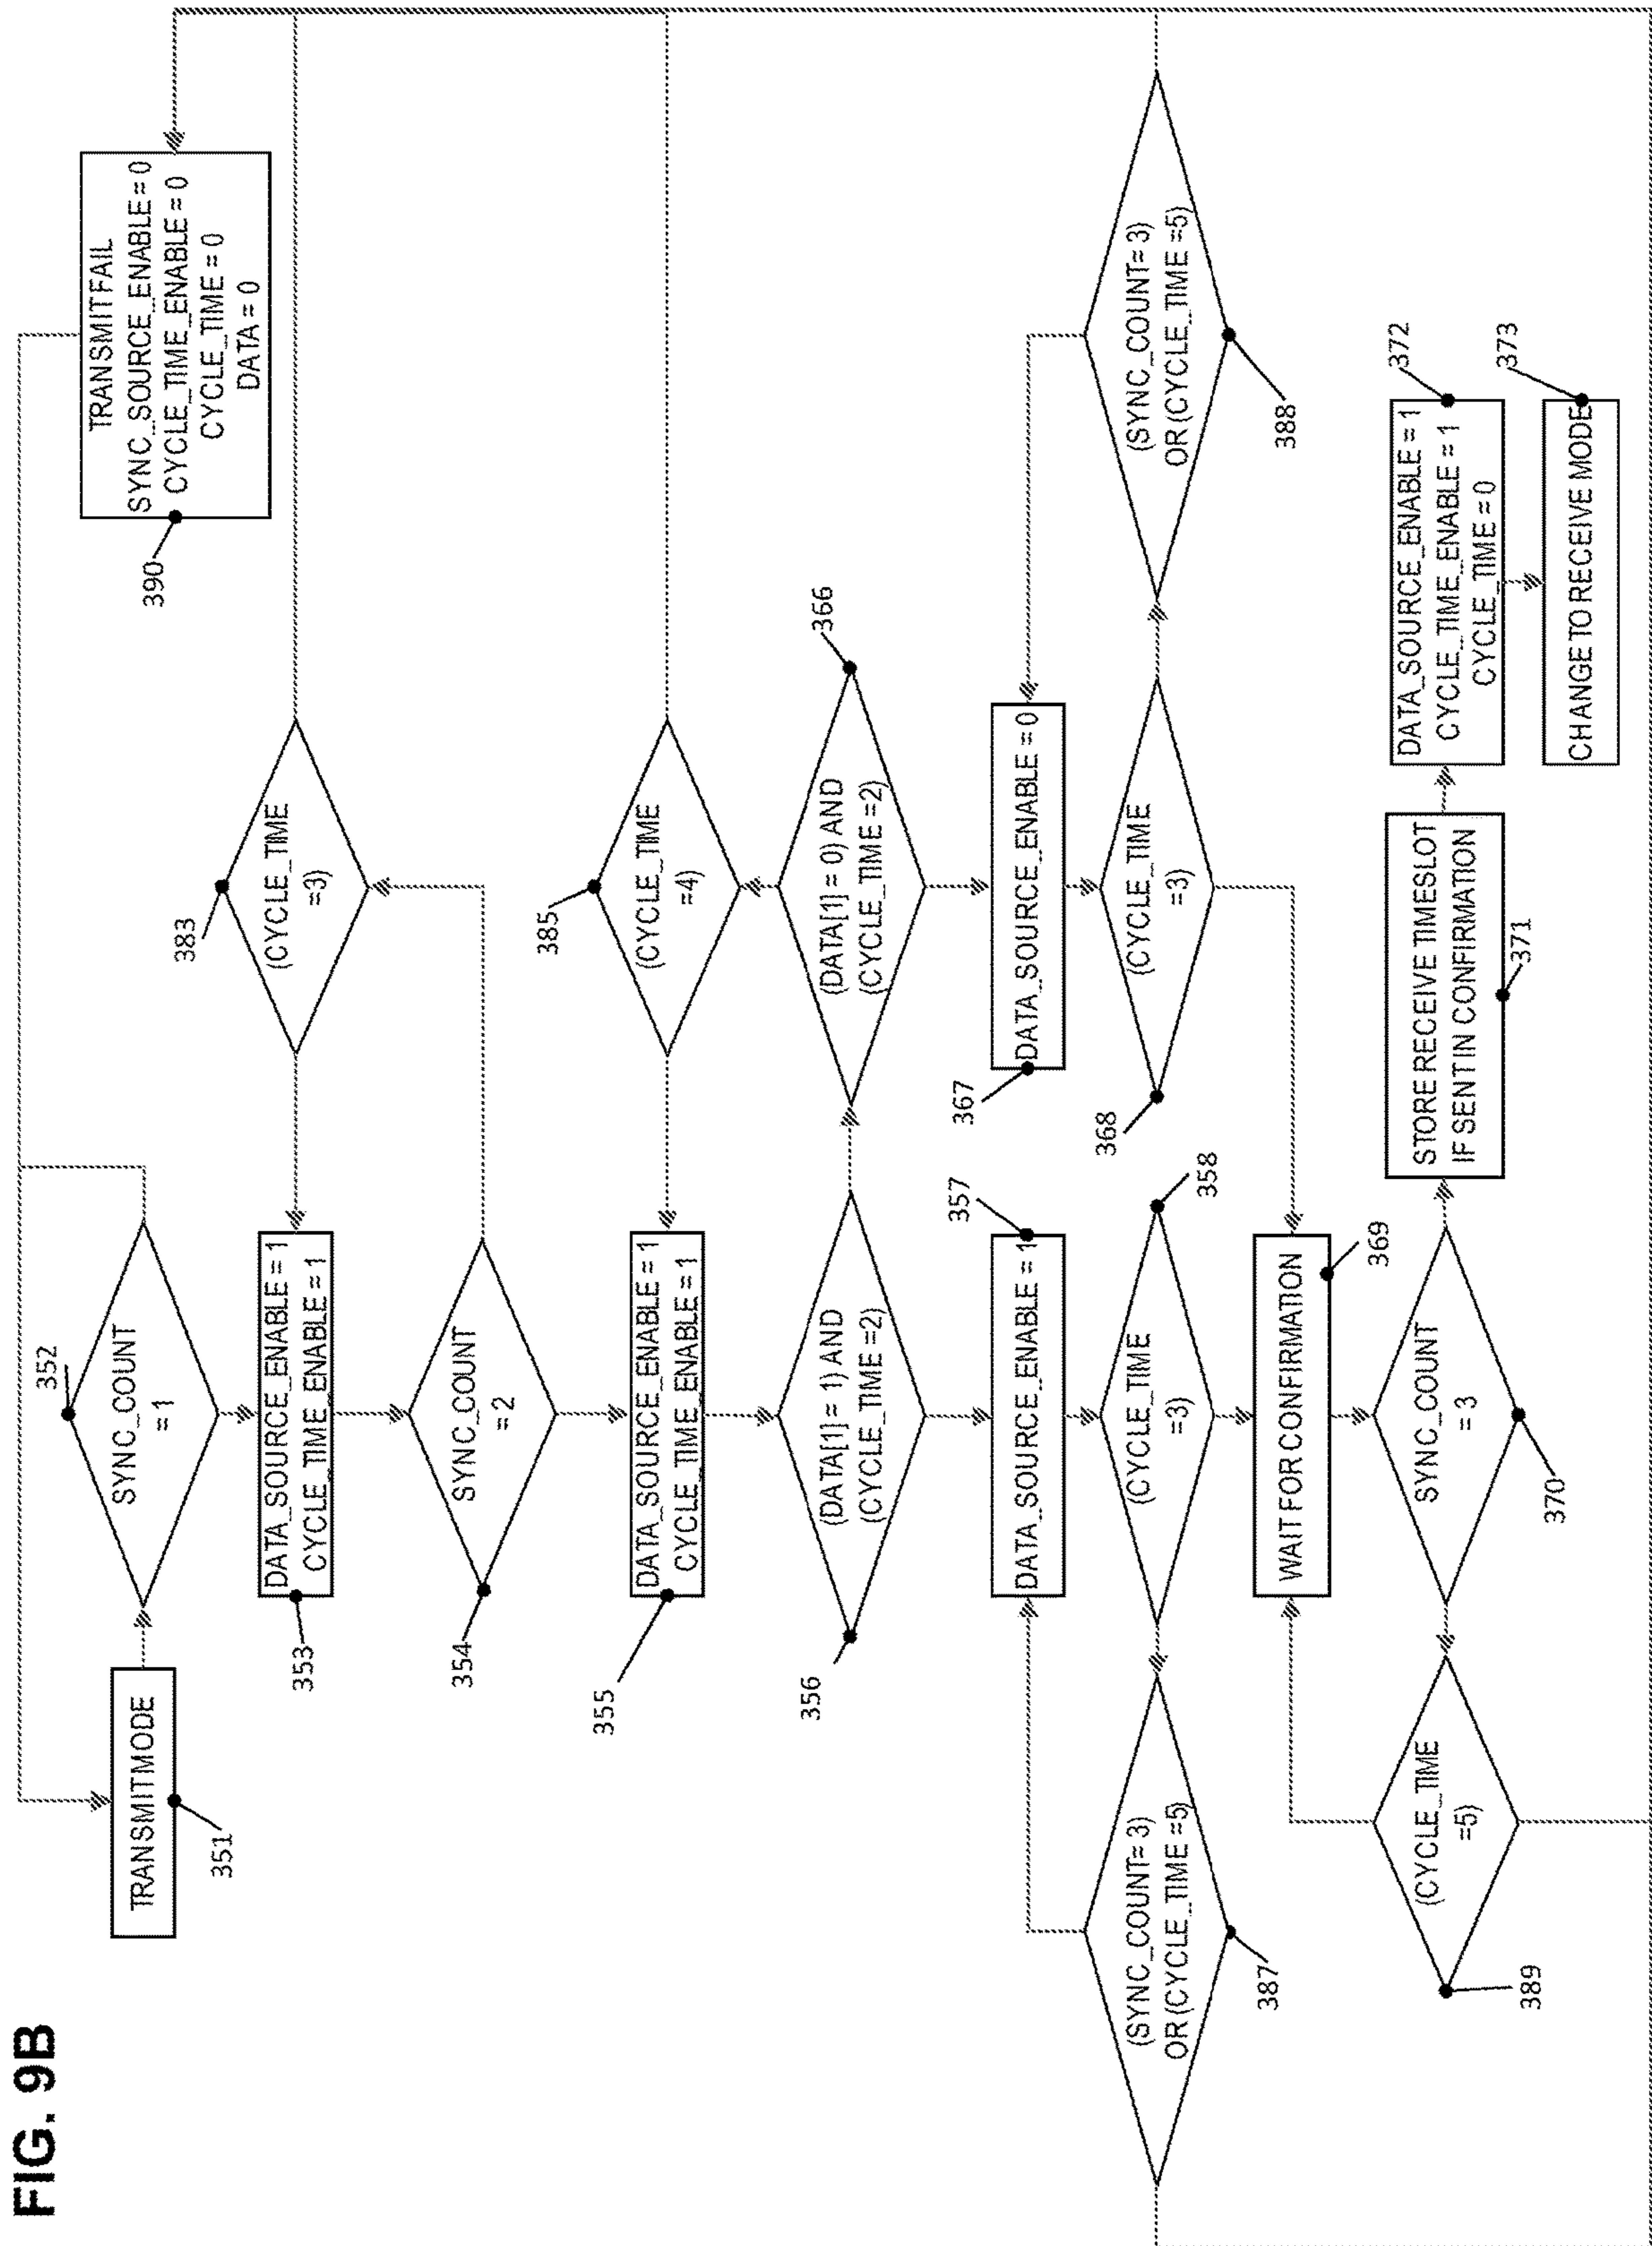 FIG. 9B
TRANSMITMODE
351
352
SYNC_COUNT
= 1
TRANSMITFAIL
SYNC_SOURCE_ENABLE = 0
CYCLE_TIME_ENABLE = 0
CYCLE_TIME = 0
DATA = 0
390
353
DATA_SOURCE_ENABLE = 1
CYCLE_TIME_ENABLE = 1
383
(CYCLE_TIME
=3)
354
SYNC_COUNT
= 2
355
DATA_SOURCE_ENABLE = 1
CYCLE_TIME_ENABLE = 1
385
(CYCLE_TIME
=4)
356
(DATA[1] = 1) AND
(CYCLE_TIME =2)
(DATA[1] = 0) AND
(CYCLE_TIME =2)
366
DATA_SOURCE_ENABLE = 1
357
367
DATA_SOURCE_ENABLE = 0
(SYNC_COUNT= 3)
OR (CYCLE_TIME =5)
387
(CYCLE_TIME
=3)
358
368
(CYCLE_TIME
=3)
(SYNC_COUNT= 3)
OR (CYCLE_TIME =5)
388
WAIT FOR CONFIRMATION
369
389
(CYCLE_TIME
=5)
SYNC_COUNT
= 3
370
STORE RECEIVE TIMESLOT
IF SENT IN CONFIRMATION
371
DATA_SOURCE_ENABLE = 1
CYCLE_TIME_ENABLE = 1
CYCLE_TIME = 0
372
CHANGE TO RECEIVE MODE
373